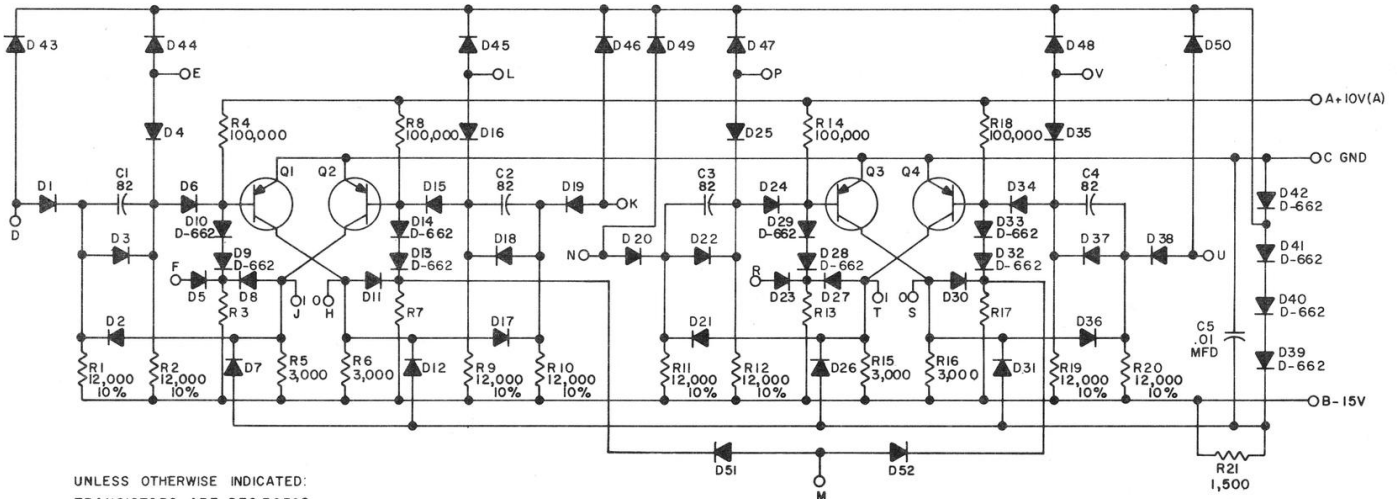 D43
D44
D45
D46
D49
D47
D48
D50
E
L
P
V
A+10V(A)
R4
100,000
D4
R8
100,000
D16
R14
100,000
D25
R18
100,000
D35
C GND
Q1
Q2
Q3
Q4
D1
C1
82
D6
D15
C2
82
D19
K
C3
82
D24
D34
C4
82
D42
D-662
D
D3
D10
D-662
D14
D-662
D18
N
D20
D22
D29
D-662
D33
D-662
D37
D38
U
D41
D-662
D9
D-662
D13
D-662
D28
D-662
D32
D-662
F
D5
D8
1
J
0
H
D11
R
D23
D27
1
T
0
S
D30
D40
D-662
D2
R3
R7
D17
D21
R13
R17
D36
C5
.01
MFD
D39
D-662
R1
12,000
10%
R2
12,000
10%
D7
R5
3,000
R6
3,000
D12
R9
12,000
10%
R10
12,000
10%
R11
12,000
10%
R12
12,000
10%
D26
R15
3,000
R16
3,000
D31
R19
12,000
10%
R20
12,000
10%
B-15V
D51
D52
M
R21
1,500
UNLESS OTHERWISE INDICATED: